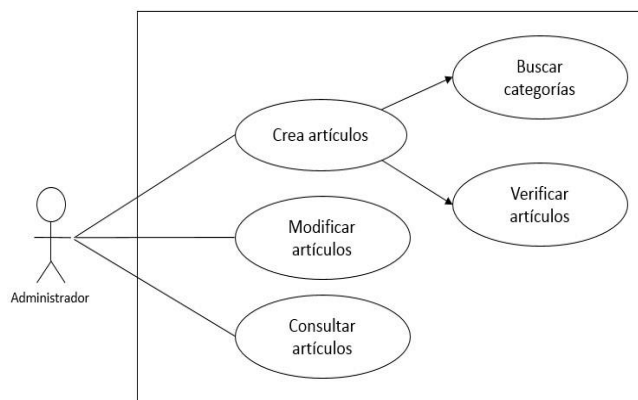 Buscar
categorías
Crea artículos
Verificar
artículos
Modificar
artículos
Administrador
Consultar
artículos